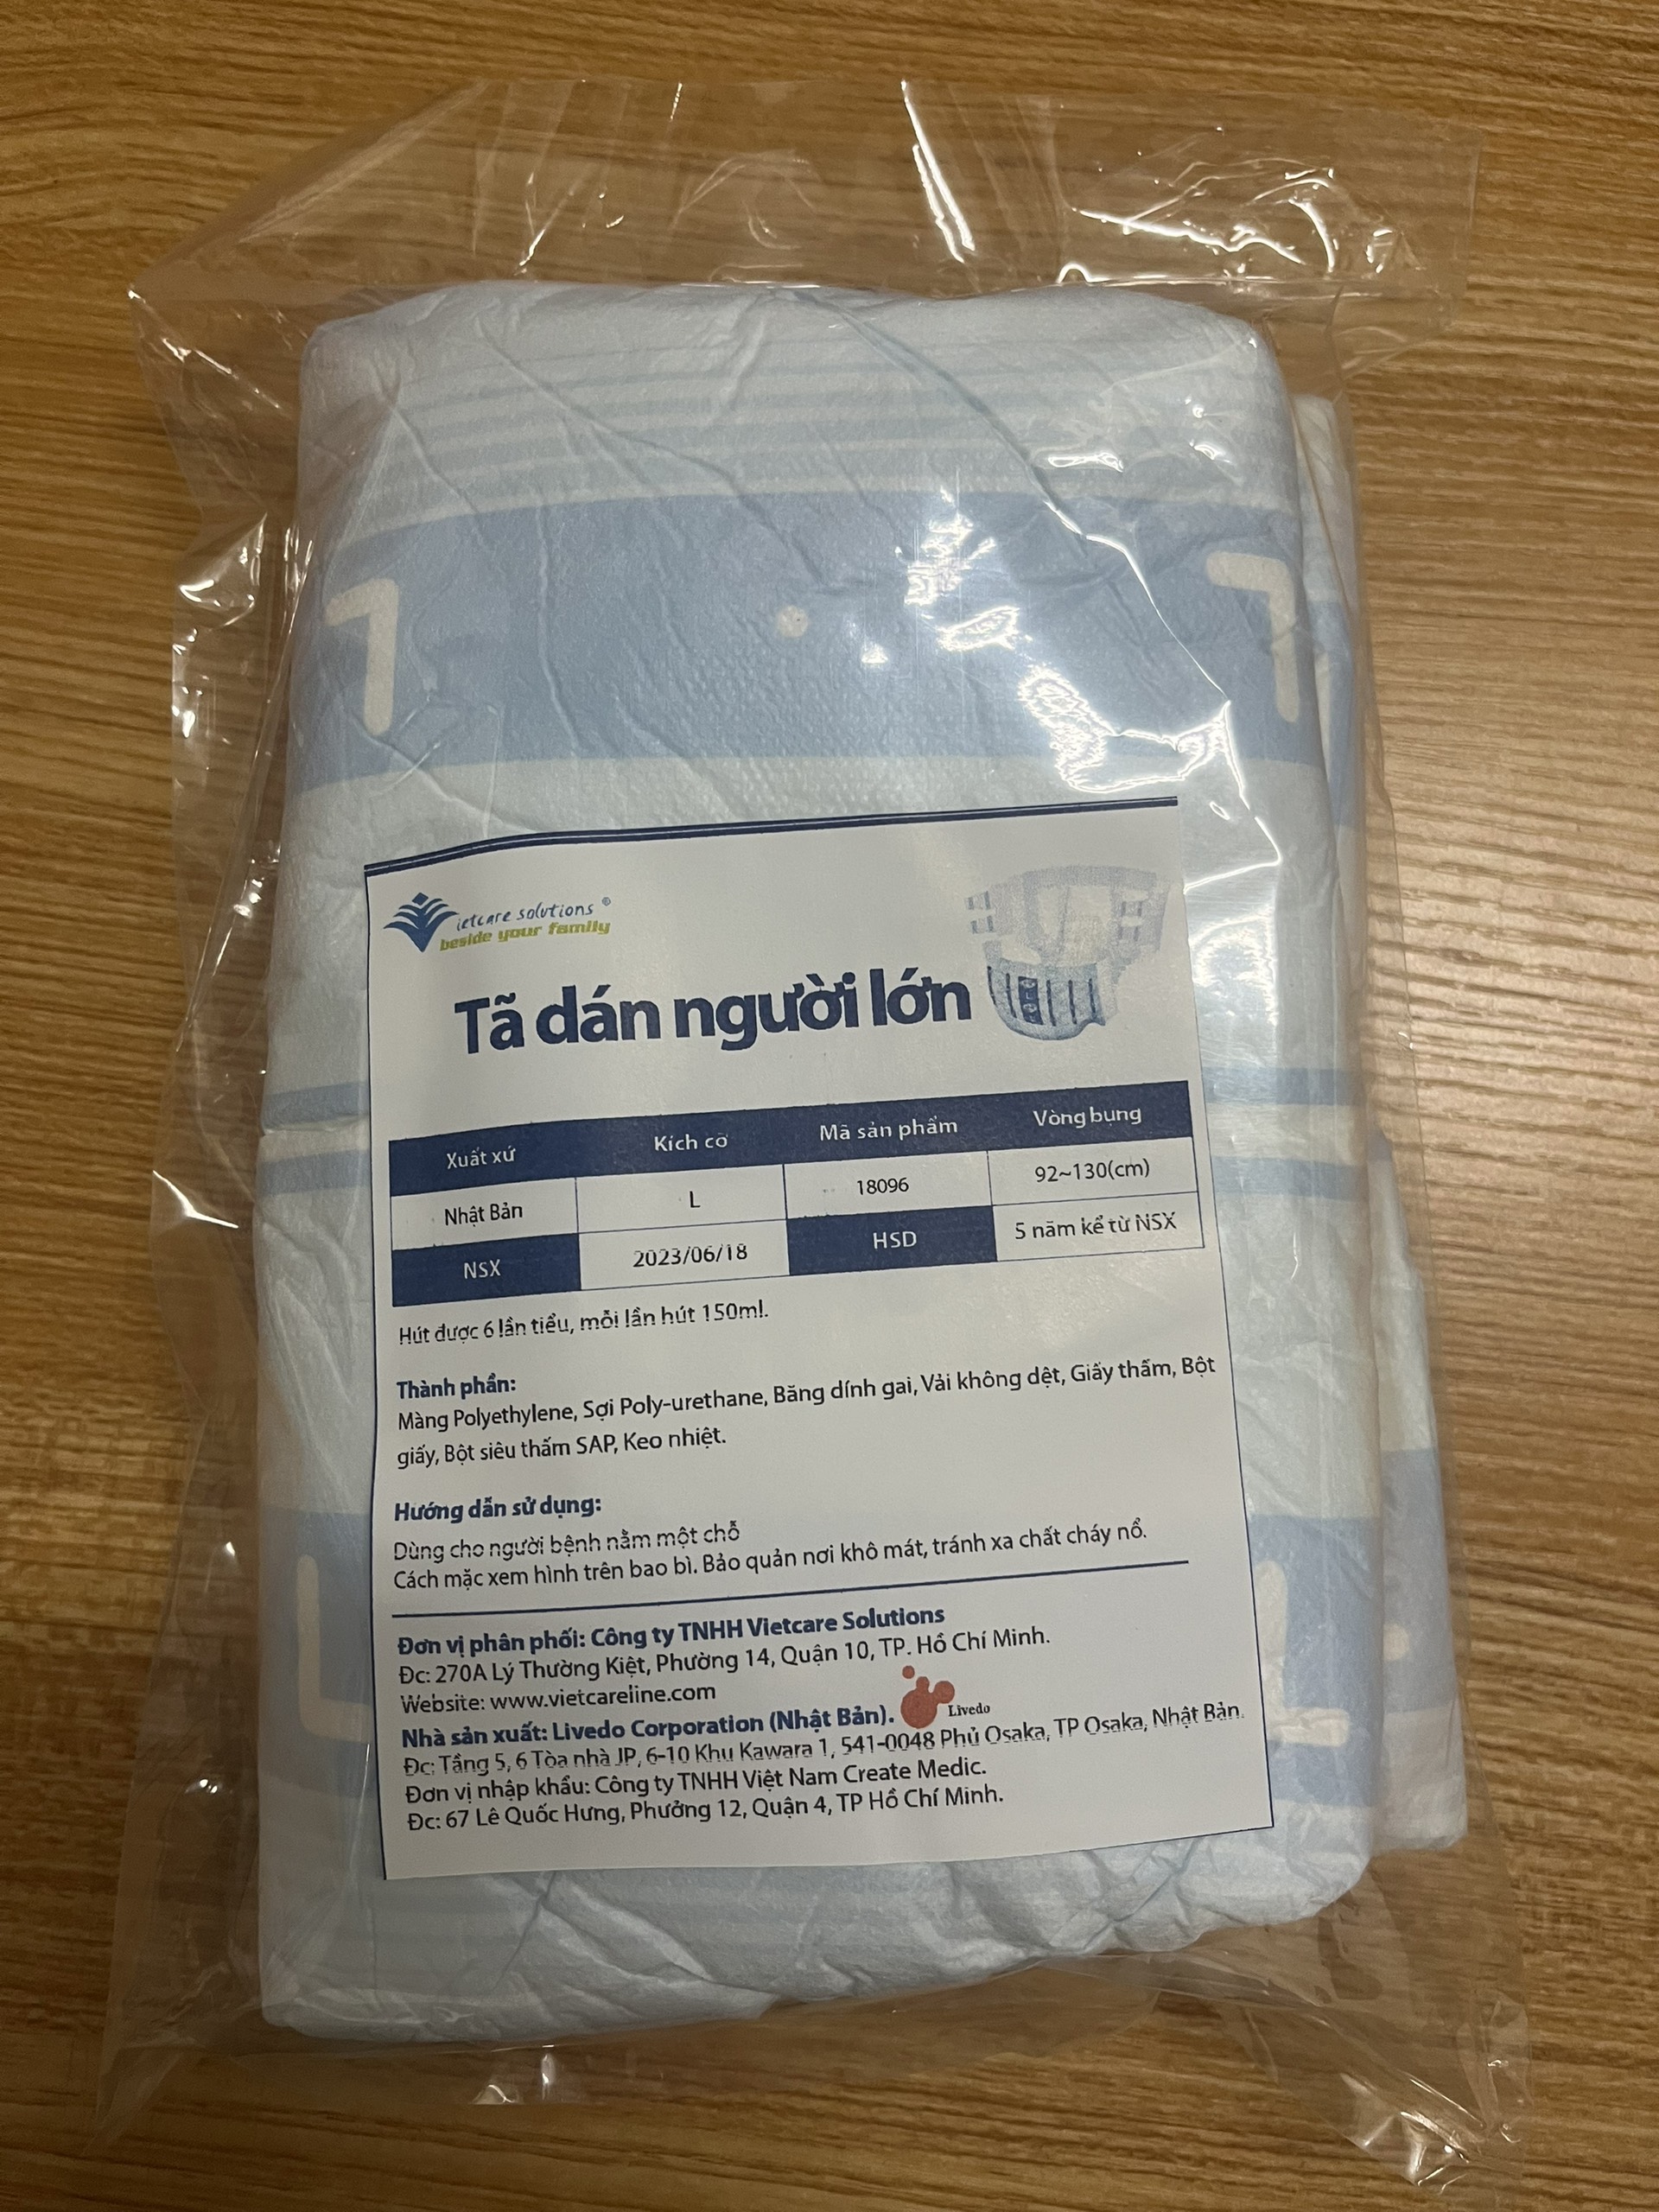 ietcare solutions ®
beside your family
Tã dán người lớn
Xuất xứ Kích cỡ Mã sản phẩm Vòng bụng
Nhật Bản L 18096 92~130(cm)
NSX 2023/06/18 HSD 5 năm kể từ NSX
Hút được 6 lần tiểu, mỗi lần hút 150ml.
Thành phần:
Màng Polyethylene, Sợi Poly-urethane, Băng dính gai, Vải không dệt, Giấy thấm, Bột
giấy, Bột siêu thấm SAP, Keo nhiệt.
Hướng dẫn sử dụng:
Dùng cho người bệnh nằm một chỗ
Cách mặc xem hình trên bao bì. Bảo quản nơi khô mát, tránh xa chất cháy nổ.
Đơn vị phân phối: Công ty TNHH Vietcare Solutions
Đc: 270A Lý Thường Kiệt, Phường 14, Quận 10, TP. Hồ Chí Minh.
Website: www.vietcareline.com
Nhà sản xuất: Livedo Corporation (Nhật Bản). Livedo
Đc: Tầng 5, 6 Tòa nhà JP, 6-10 Khu Kawara 1, 541-0048 Phủ Osaka, TP Osaka, Nhật Bản.
Đơn vị nhập khẩu: Công ty TNHH Việt Nam Create Medic.
Đc: 67 Lê Quốc Hưng, Phường 12, Quận 4, TP Hồ Chí Minh.